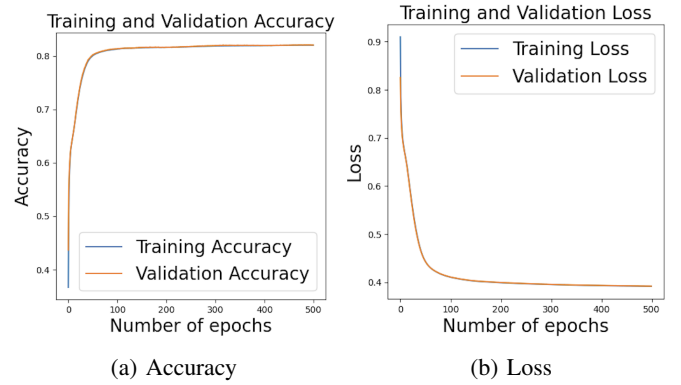 Training and Validation Accuracy
0.8
0.7
0.6
0.5
0.4
Accuracy
Training Accuracy
Validation Accuracy
0
100
200
300
400
500
Number of epochs
(a) Accuracy
Training and Validation Loss
0.9
0.8
0.7
0.6
0.5
0.4
Loss
Training Loss
Validation Loss
0
100
200
300
400
500
Number of epochs
(b) Loss